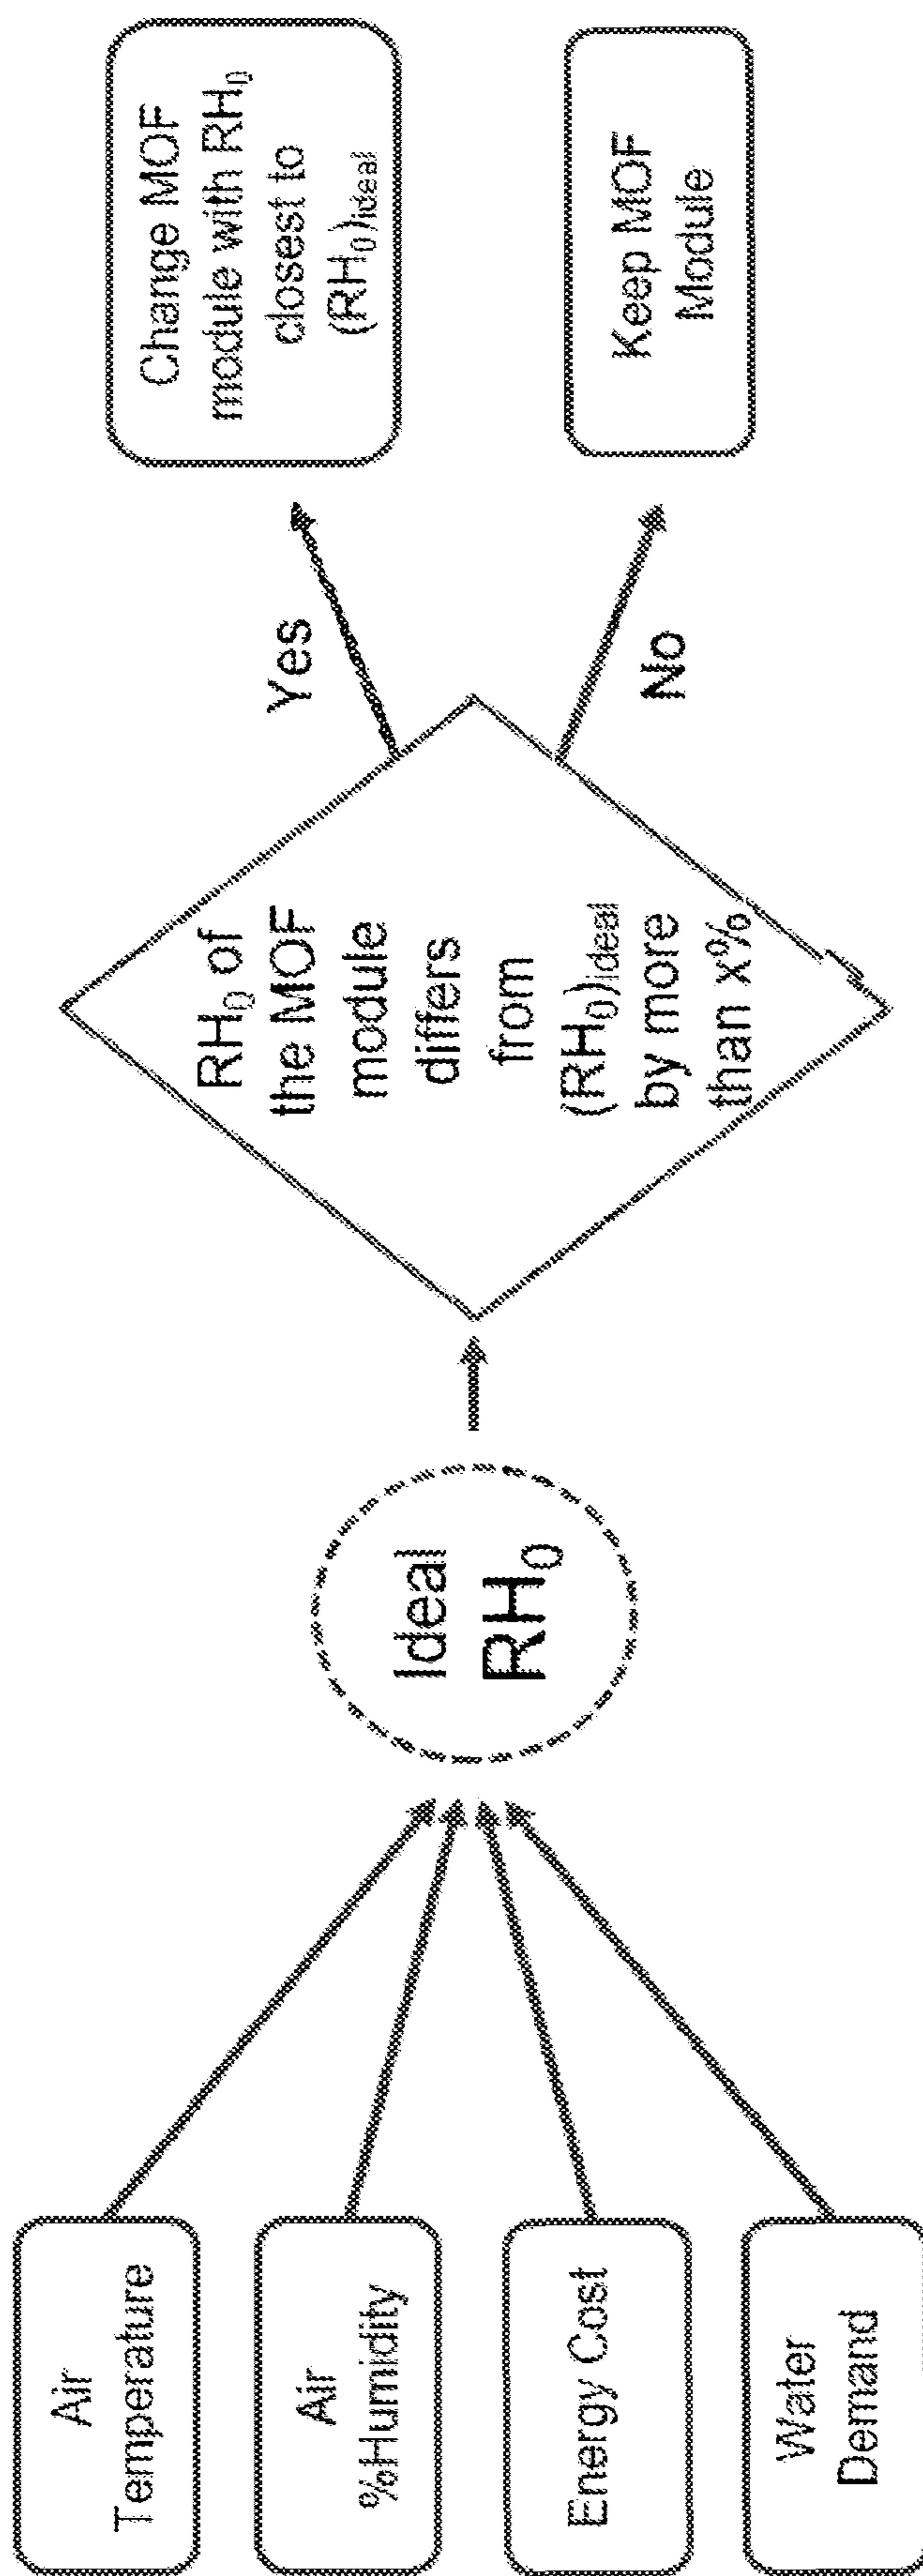 Air
Temperature
Air
%Humidity
Energy Cost
Water
Demand
Ideal
RH₀
RH₀ of
the MOF
module
differs
from
(RH₀)ideal
by more
than x%
Yes
No
Change MOF
module with RH₀
closest to
(RH₀)ideal
Keep MOF
Module